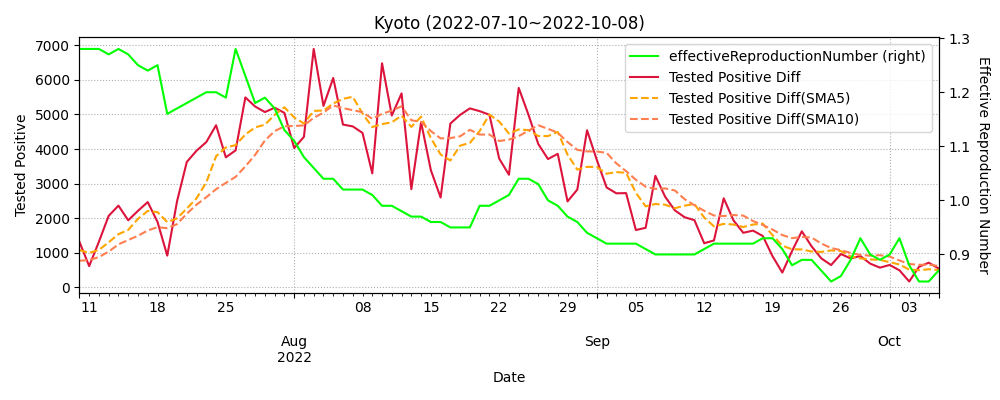 Kyoto (2022-07-10~2022-10-08)
effectiveReproductionNumber (right)
Tested Positive Diff
Tested Positive Diff(SMA5)
Tested Positive Diff(SMA10)
Tested Positive
7000
6000
5000
4000
3000
2000
1000
0
1.3
1.2
1.1
1.0
0.9
Effective Reproduction Number
11 18 25 08 15 22 29 05 12 19 26 03
Aug Sep Oct
2022
Date